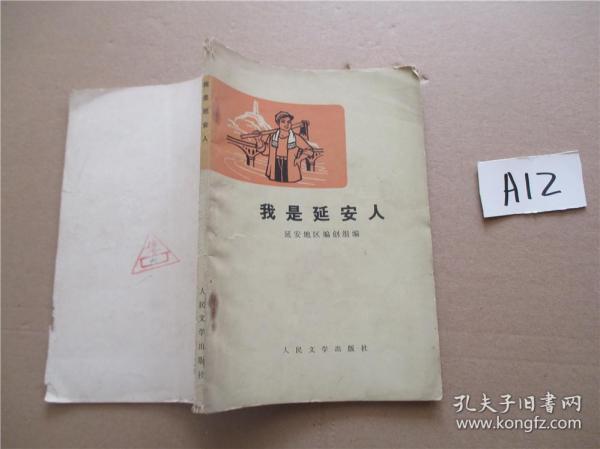 我是延安人
延安地区编创组编
人民文学出版社
我是延安人
人民文学出版社
A12
孔夫子旧书网
www.kongfz.com